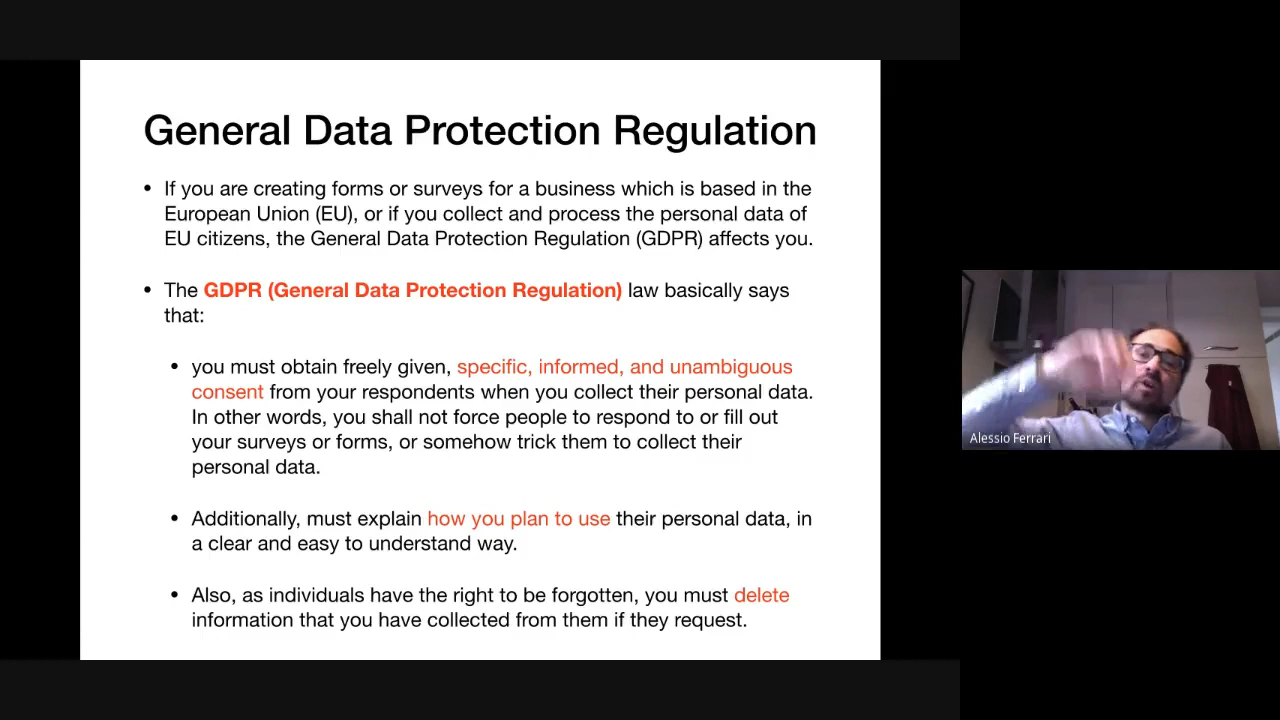 General Data Protection Regulation
• If you are creating forms or surveys for a business which is based in the
European Union (EU), or if you collect and process the personal data of
EU citizens, the General Data Protection Regulation (GDPR) affects you.
• The GDPR (General Data Protection Regulation) law basically says
that:
• you must obtain freely given, specific, informed, and unambiguous
consent from your respondents when you collect their personal data.
In other words, you shall not force people to respond to or fill out
your surveys or forms, or somehow trick them to collect their
personal data.
• Additionally, must explain how you plan to use their personal data, in
a clear and easy to understand way.
• Also, as individuals have the right to be forgotten, you must delete
information that you have collected from them if they request.
Alessio Ferrari